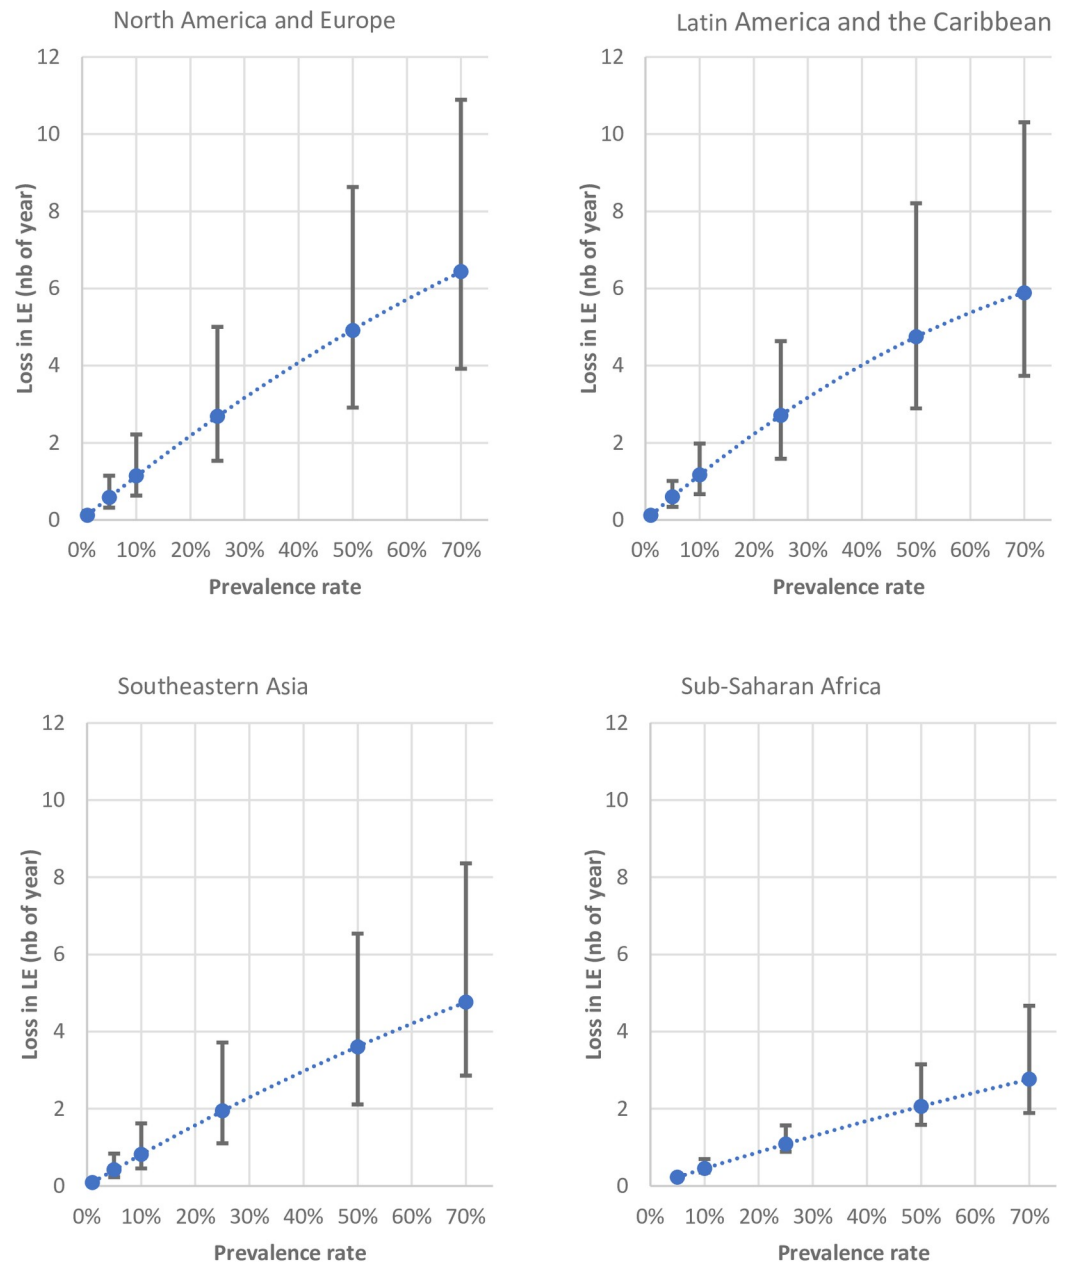 North America and Europe
12
10
8
6
4
2
0
Loss in LE (nb of year)
0% 10% 20% 30% 40% 50% 60% 70%
Prevalence rate
Latin America and the Caribbean
12
10
8
6
4
2
0
Loss in LE (nb of year)
0% 10% 20% 30% 40% 50% 60% 70%
Prevalence rate
Southeastern Asia
12
10
8
6
4
2
0
Loss in LE (nb of year)
0% 10% 20% 30% 40% 50% 60% 70%
Prevalence rate
Sub-Saharan Africa
12
10
8
6
4
2
0
Loss in LE (nb of year)
0% 10% 20% 30% 40% 50% 60% 70%
Prevalence rate